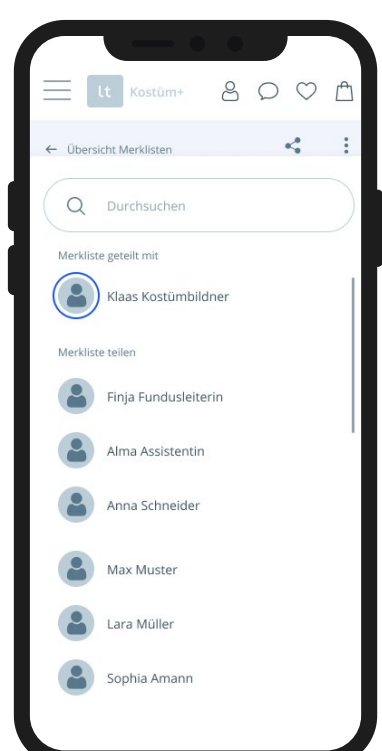 lt Kostüm+
Übersicht Merklisten
Durchsuchen
Merkliste geteilt mit
Klaas Kostümbildner
Merkliste teilen
Finja Fundusleiterin
Alma Assistentin
Anna Schneider
Max Muster
Lara Müller
Sophia Amann